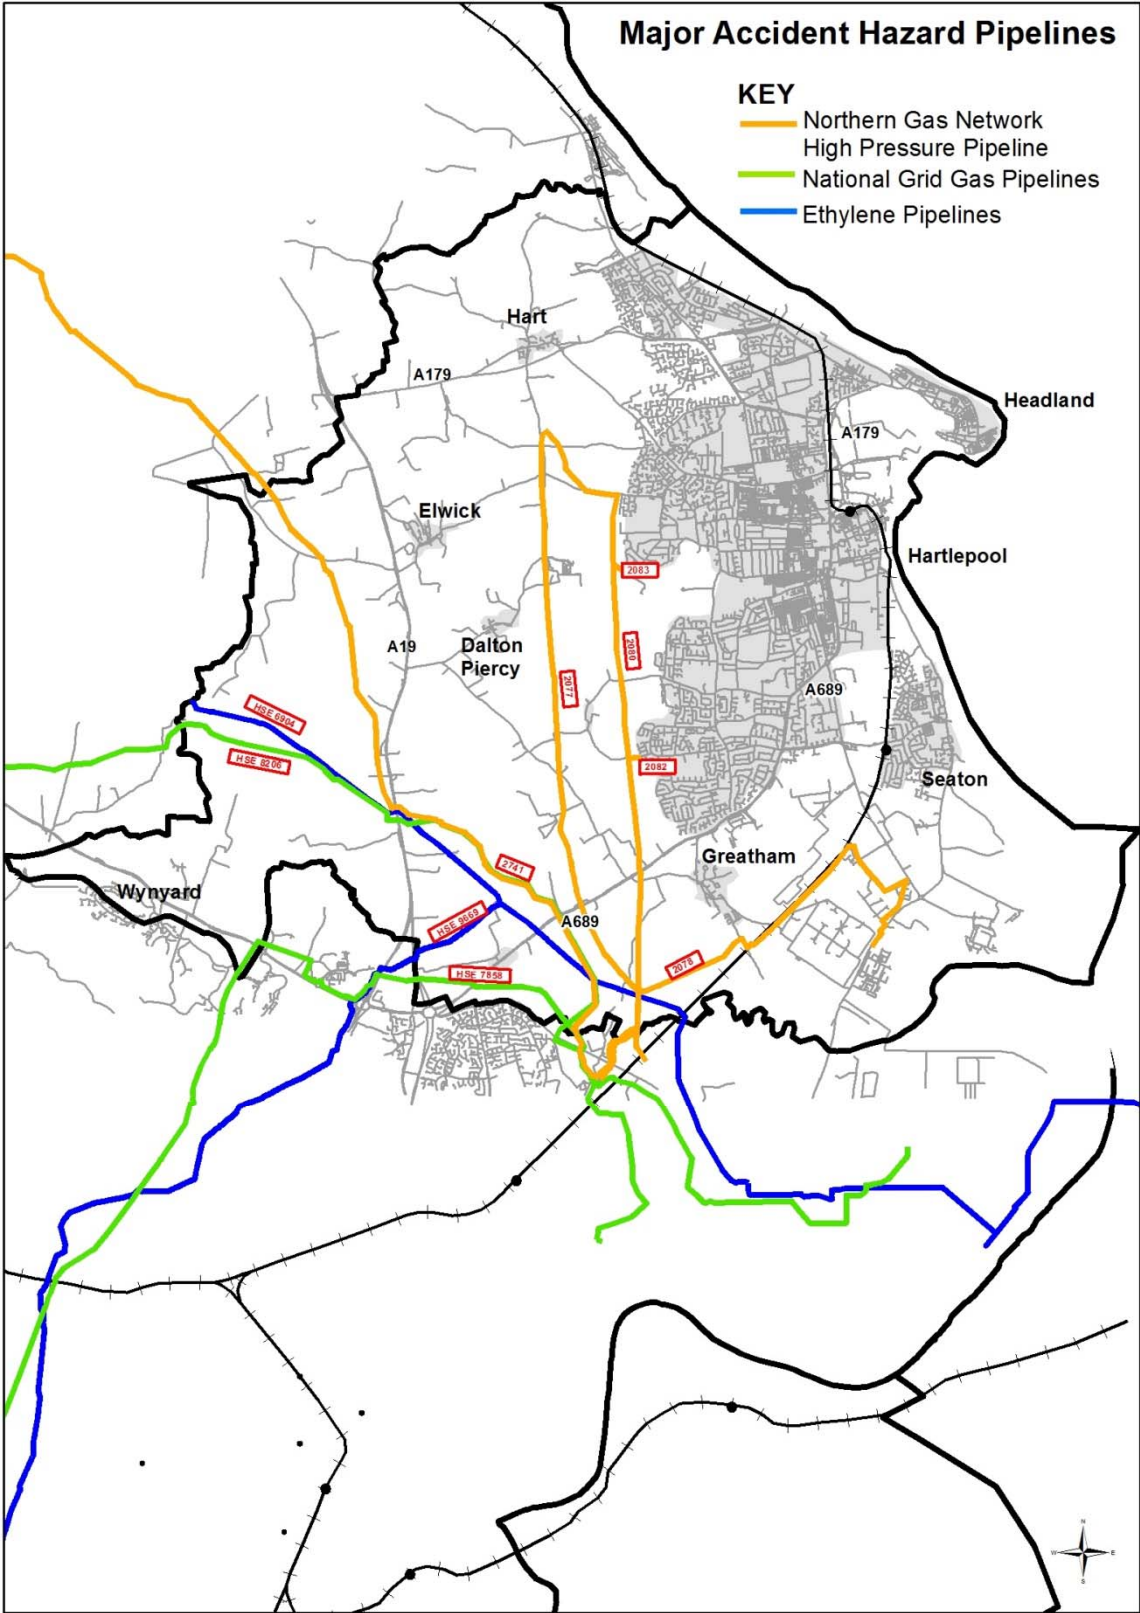 Major Accident Hazard Pipelines
KEY
Northern Gas Network
High Pressure Pipeline
National Grid Gas Pipelines
Ethylene Pipelines
Hart
A179
Headland
A179
Elwick
Hartlepool
2083
Dalton
Piercy
A19
2080
2077
A689
HSE 6904
HSE 8206
2082
Seaton
Greatham
2741
Wynyard
A689
HSE 9669
2078
HSE 7858
N
W
E
S